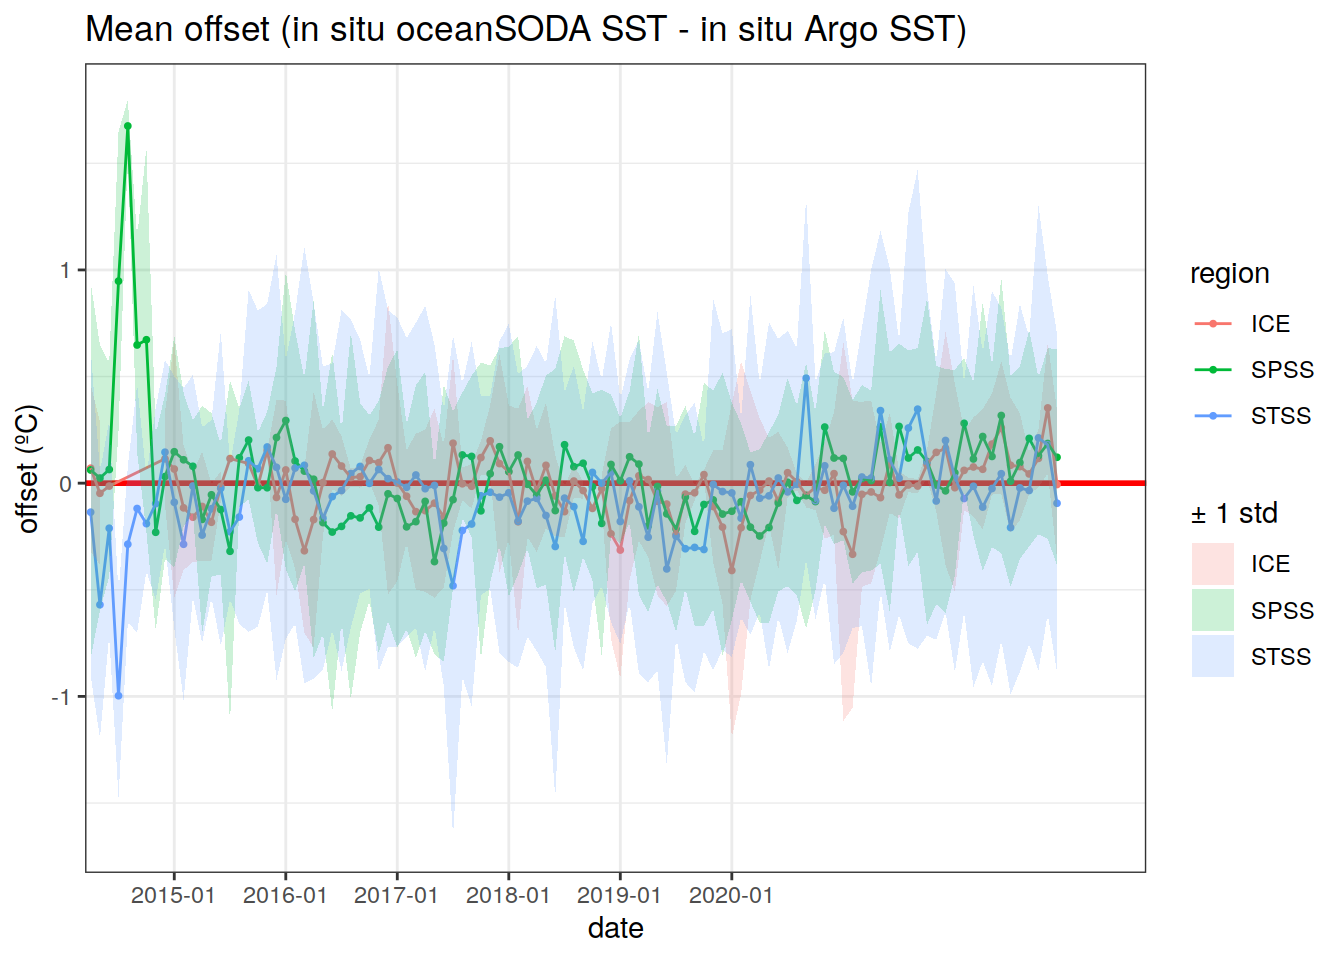 Mean offset (in situ oceanSODA SST - in situ Argo SST)
offset (ºC)
1
0
-1
2015-01
2016-01
2017-01
2018-01
2019-01
2020-01
date
region
ICE
SPSS
STSS
± 1 std
ICE
SPSS
STSS